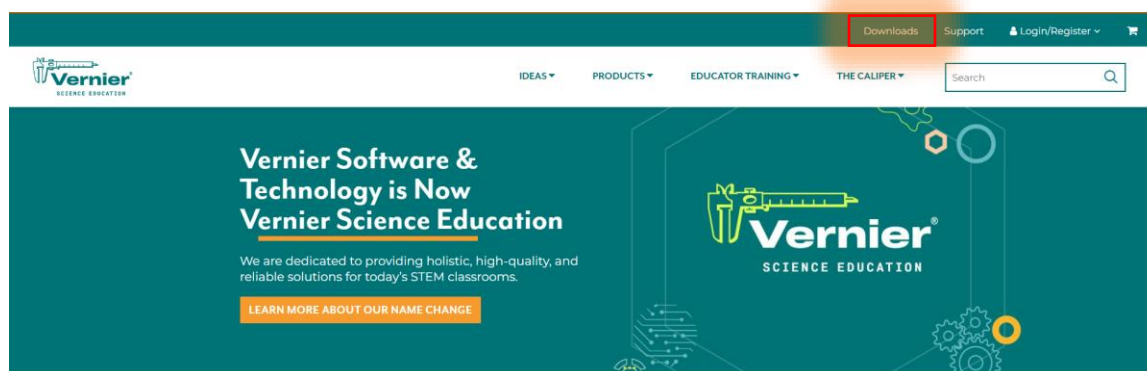 Downloads Support Login/Register
Vernier®
SCIENCE EDUCATION
IDEAS PRODUCTS EDUCATOR TRAINING THE CALIPER Search
Vernier Software &
Technology is Now
Vernier Science Education
We are dedicated to providing holistic, high-quality, and
reliable solutions for today's STEM classrooms.
LEARN MORE ABOUT OUR NAME CHANGE
Vernier®
SCIENCE EDUCATION